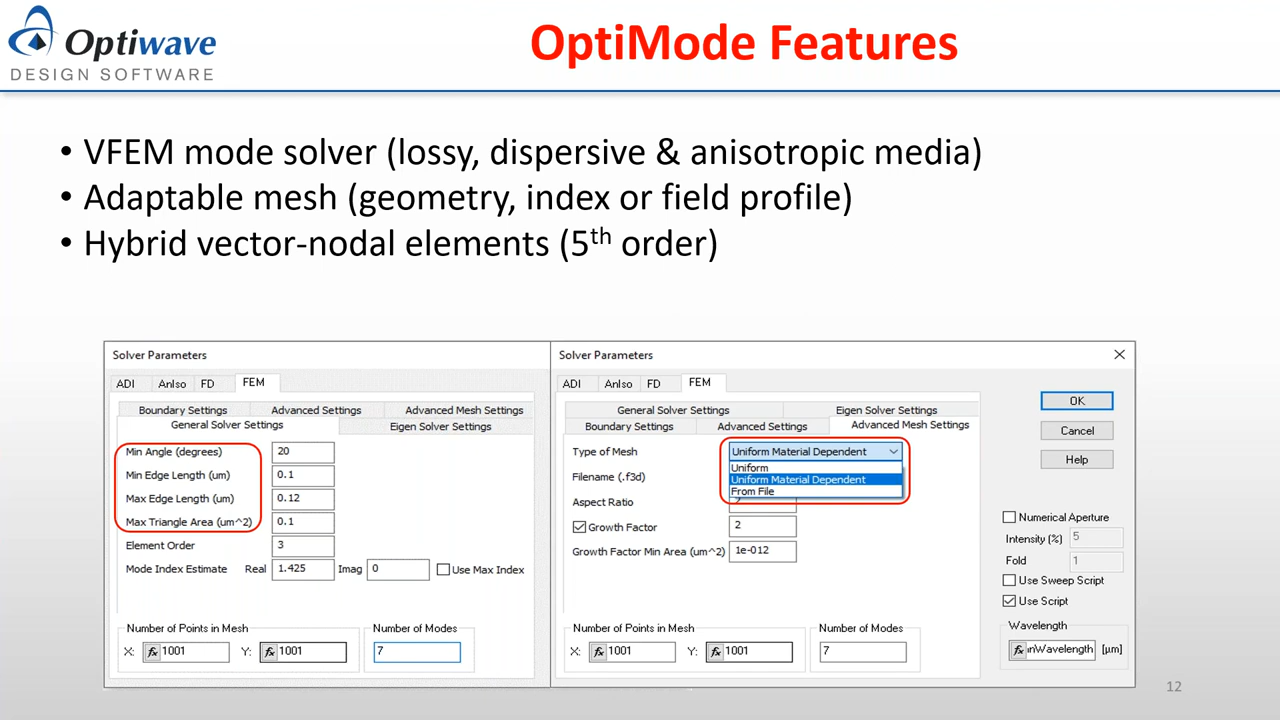 Optiwave
DESIGN SOFTWARE
OptiMode Features
• VFEM mode solver (lossy, dispersive & anisotropic media)
• Adaptable mesh (geometry, index or field profile)
• Hybrid vector-nodal elements (5th order)
Solver Parameters
ADI AnIso FD FEM
Boundary Settings Advanced Settings Advanced Mesh Settings
General Solver Settings Eigen Solver Settings
Min Angle (degrees) 20
Min Edge Length (um) 0.1
Max Edge Length (um) 0.12
Max Triangle Area (um^2) 0.1
Element Order 3
Mode Index Estimate Real 1.425 Imag 0 Use Max Index
Number of Points in Mesh Number of Modes
X: fx 1001 Y: fx 1001 7
Solver Parameters
ADI AnIso FD FEM
General Solver Settings Eigen Solver Settings
Boundary Settings Advanced Settings Advanced Mesh Settings
Type of Mesh Uniform Material Dependent
Uniform
Filename (.f3d) Uniform Material Dependent
From File
Aspect Ratio
Growth Factor 2
Growth Factor Min Area (um^2) 1e-012
Number of Points in Mesh Number of Modes
X: fx 1001 Y: fx 1001 7
OK
Cancel
Help
Numerical Aperture
Intensity (%) 5
Fold 1
Use Sweep Script
Use Script
Wavelength
fx nWavelength [µm]
12